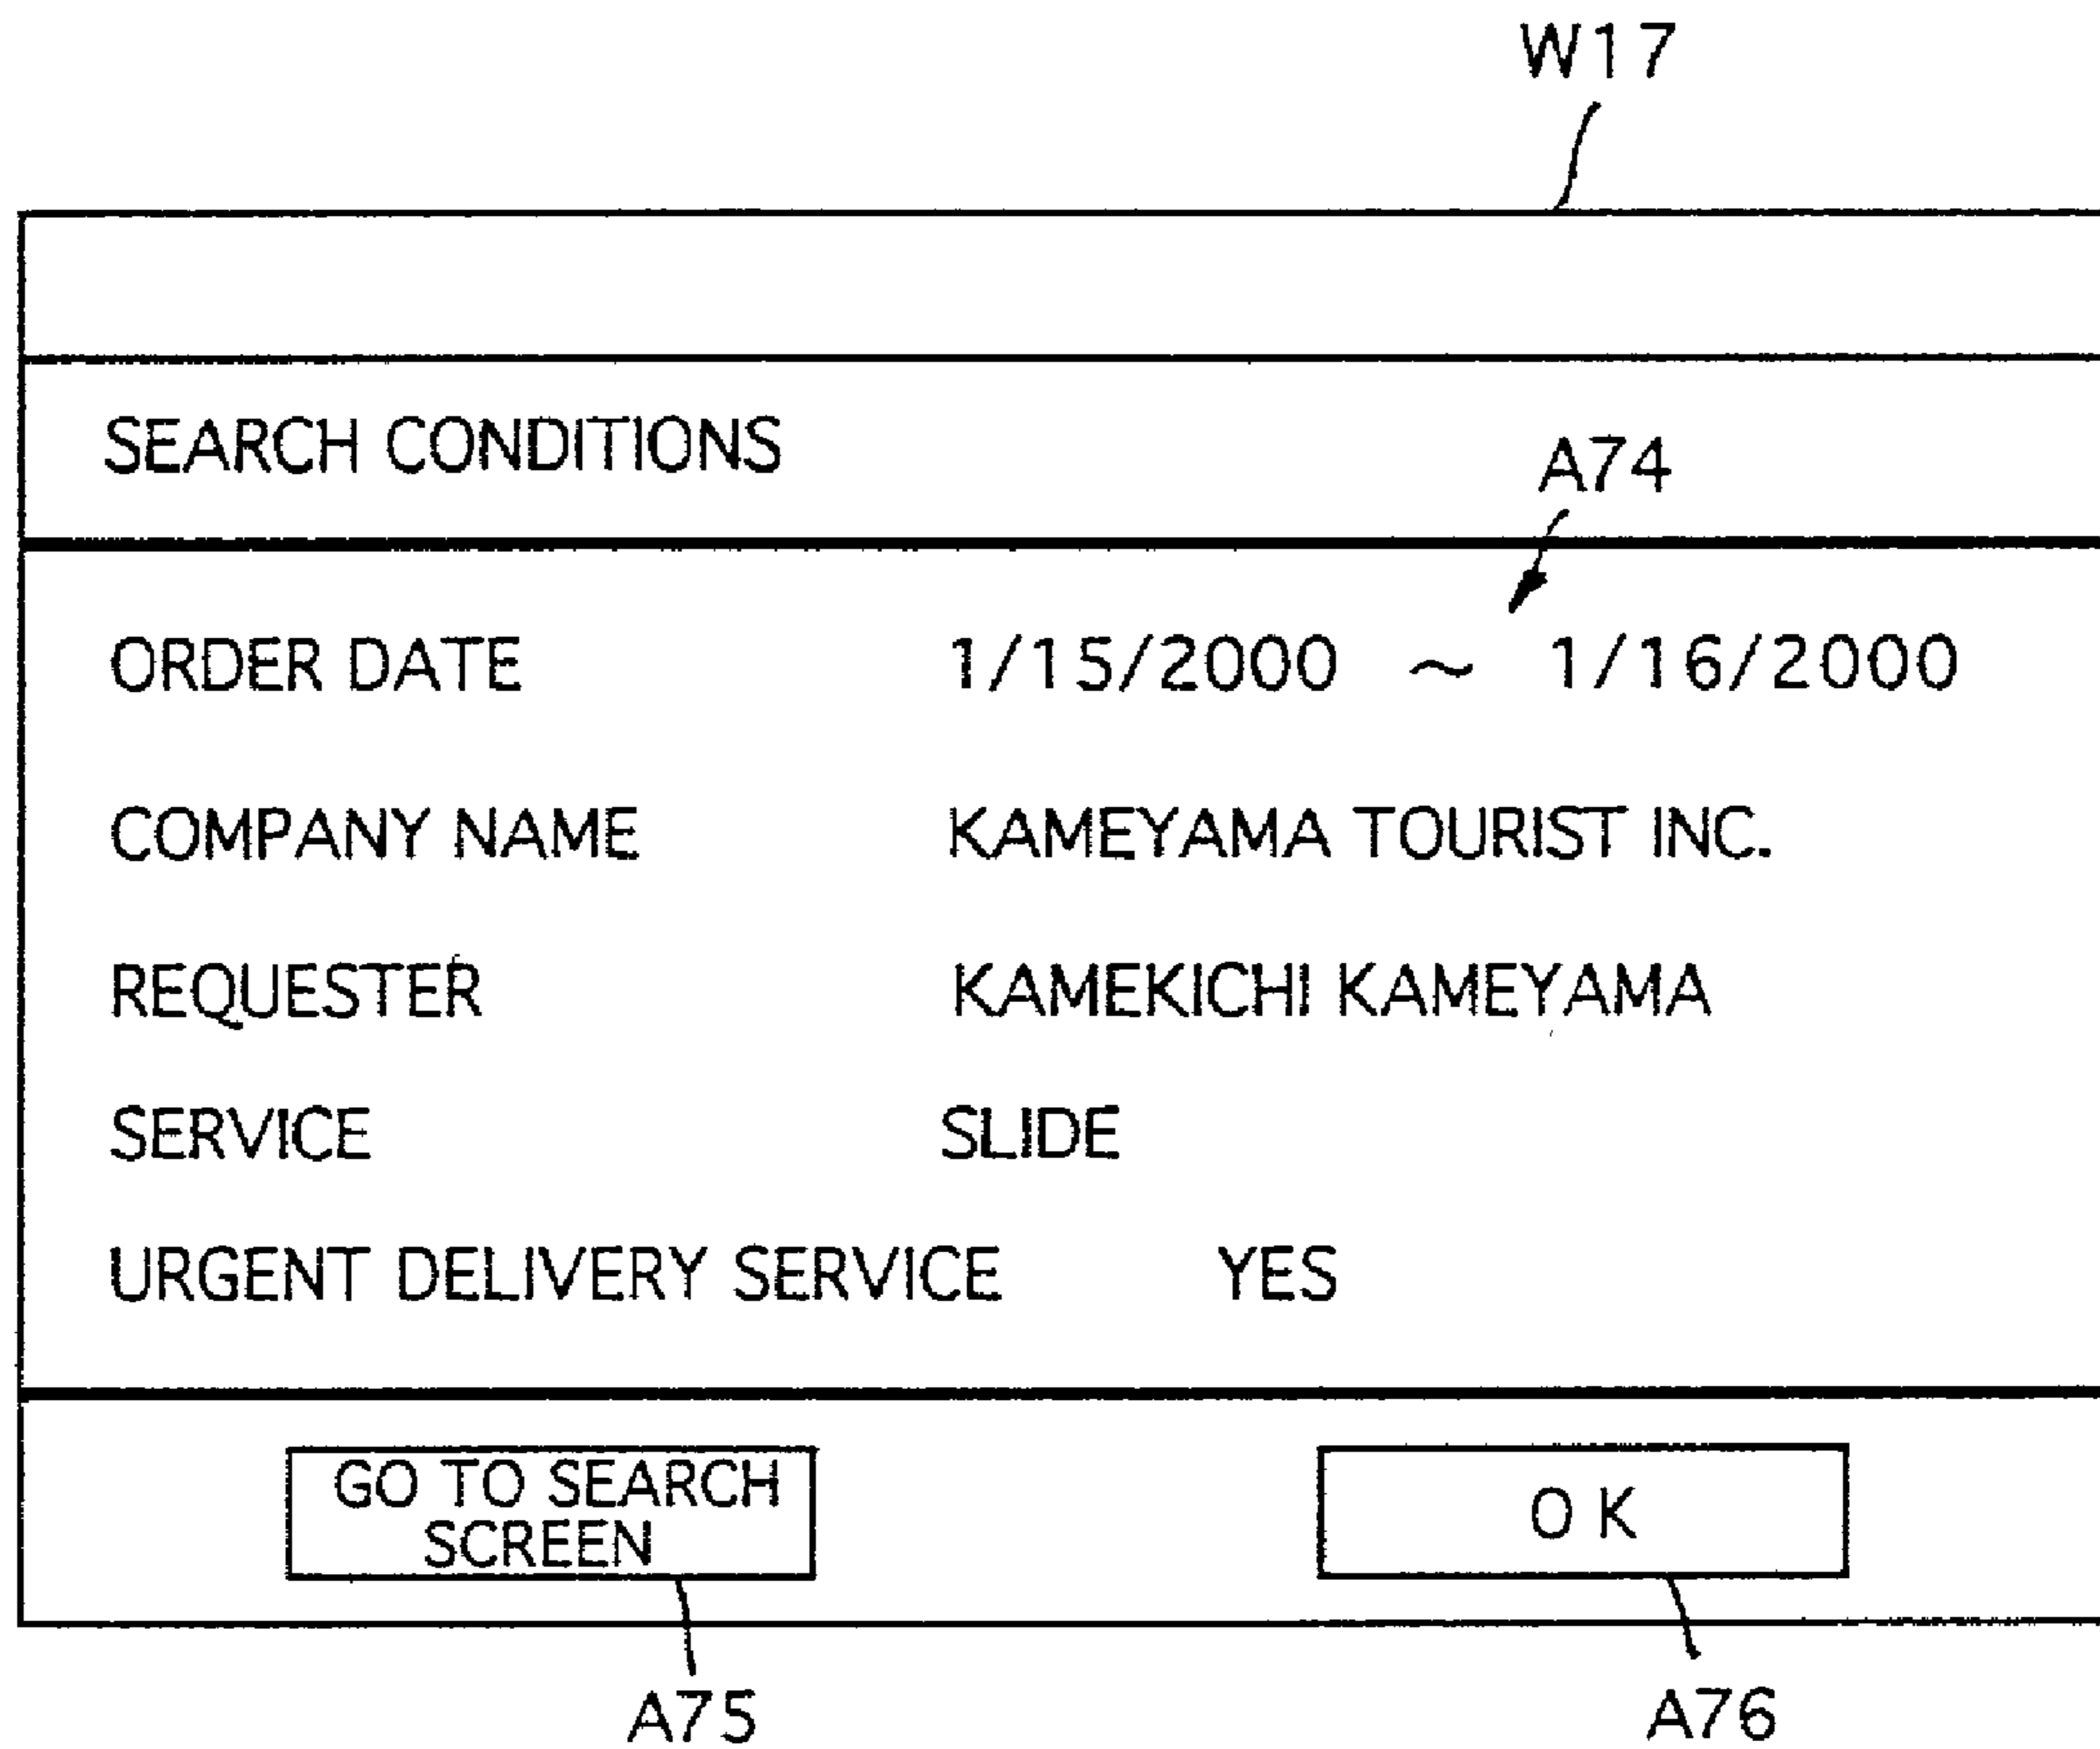 W17
SEARCH CONDITIONS
A74
ORDER DATE 1/15/2000 ~ 1/16/2000
COMPANY NAME KAMEYAMA TOURIST INC.
REQUESTER KAMEKICHI KAMEYAMA
SERVICE SLIDE
URGENT DELIVERY SERVICE YES
GO TO SEARCH
SCREEN
OK
A75 A76